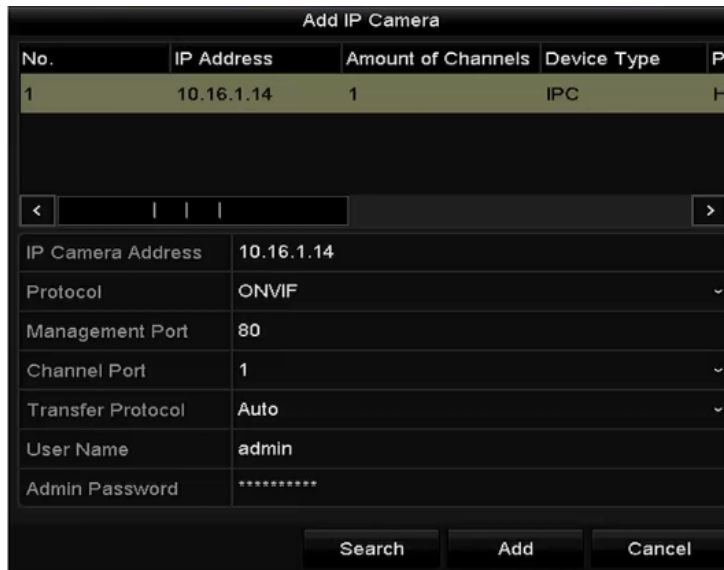 Add IP Camera
No. IP Address Amount of Channels Device Type P
1 10.16.1.14 1 IPC H
IP Camera Address 10.16.1.14
Protocol ONVIF
Management Port 80
Channel Port 1
Transfer Protocol Auto
User Name admin
Admin Password **********
Search Add Cancel